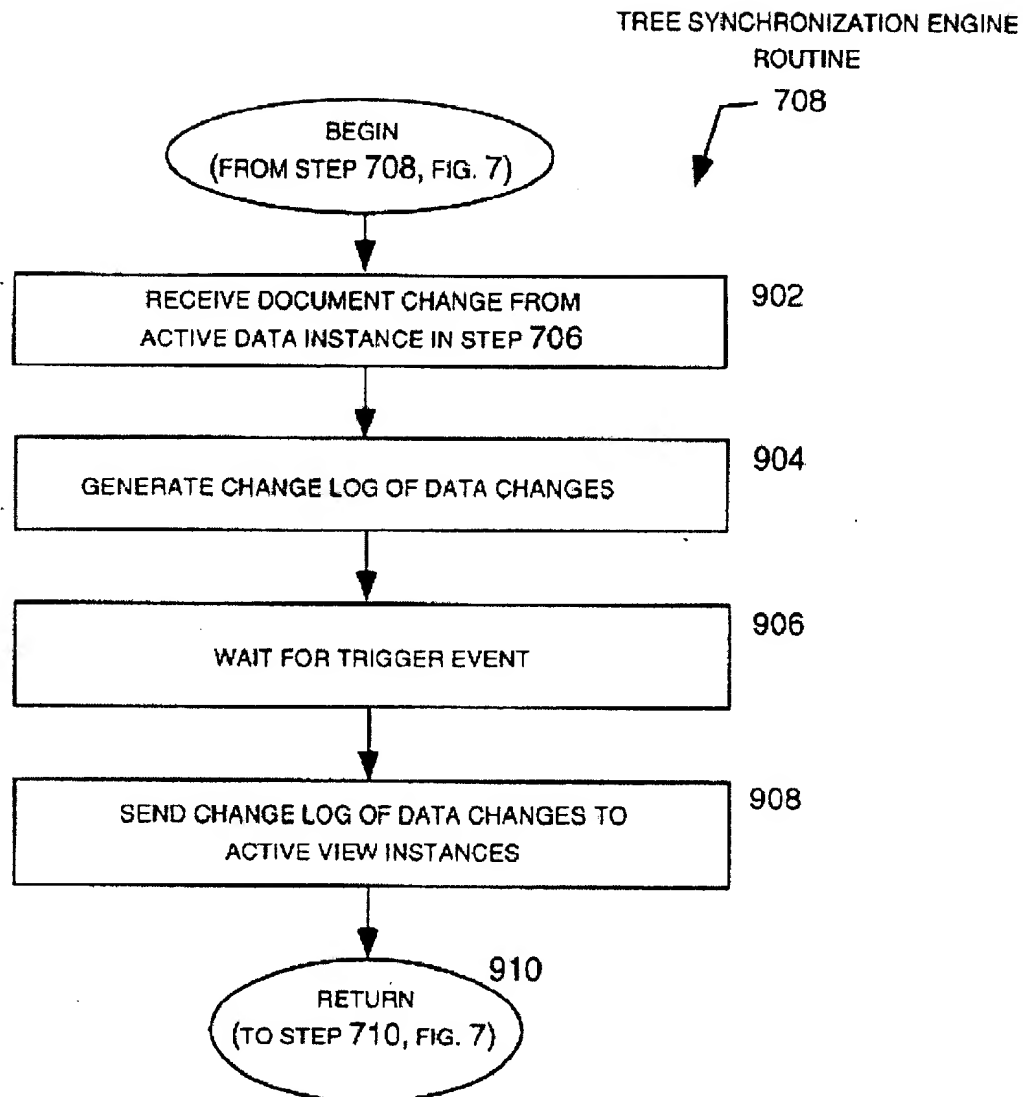 TREE SYNCHRONIZATION ENGINE
ROUTINE
708
BEGIN
(FROM STEP 708, FIG. 7)
RECEIVE DOCUMENT CHANGE FROM
ACTIVE DATA INSTANCE IN STEP 706
902
GENERATE CHANGE LOG OF DATA CHANGES
904
WAIT FOR TRIGGER EVENT
906
SEND CHANGE LOG OF DATA CHANGES TO
ACTIVE VIEW INSTANCES
908
910
RETURN
(TO STEP 710, FIG. 7)